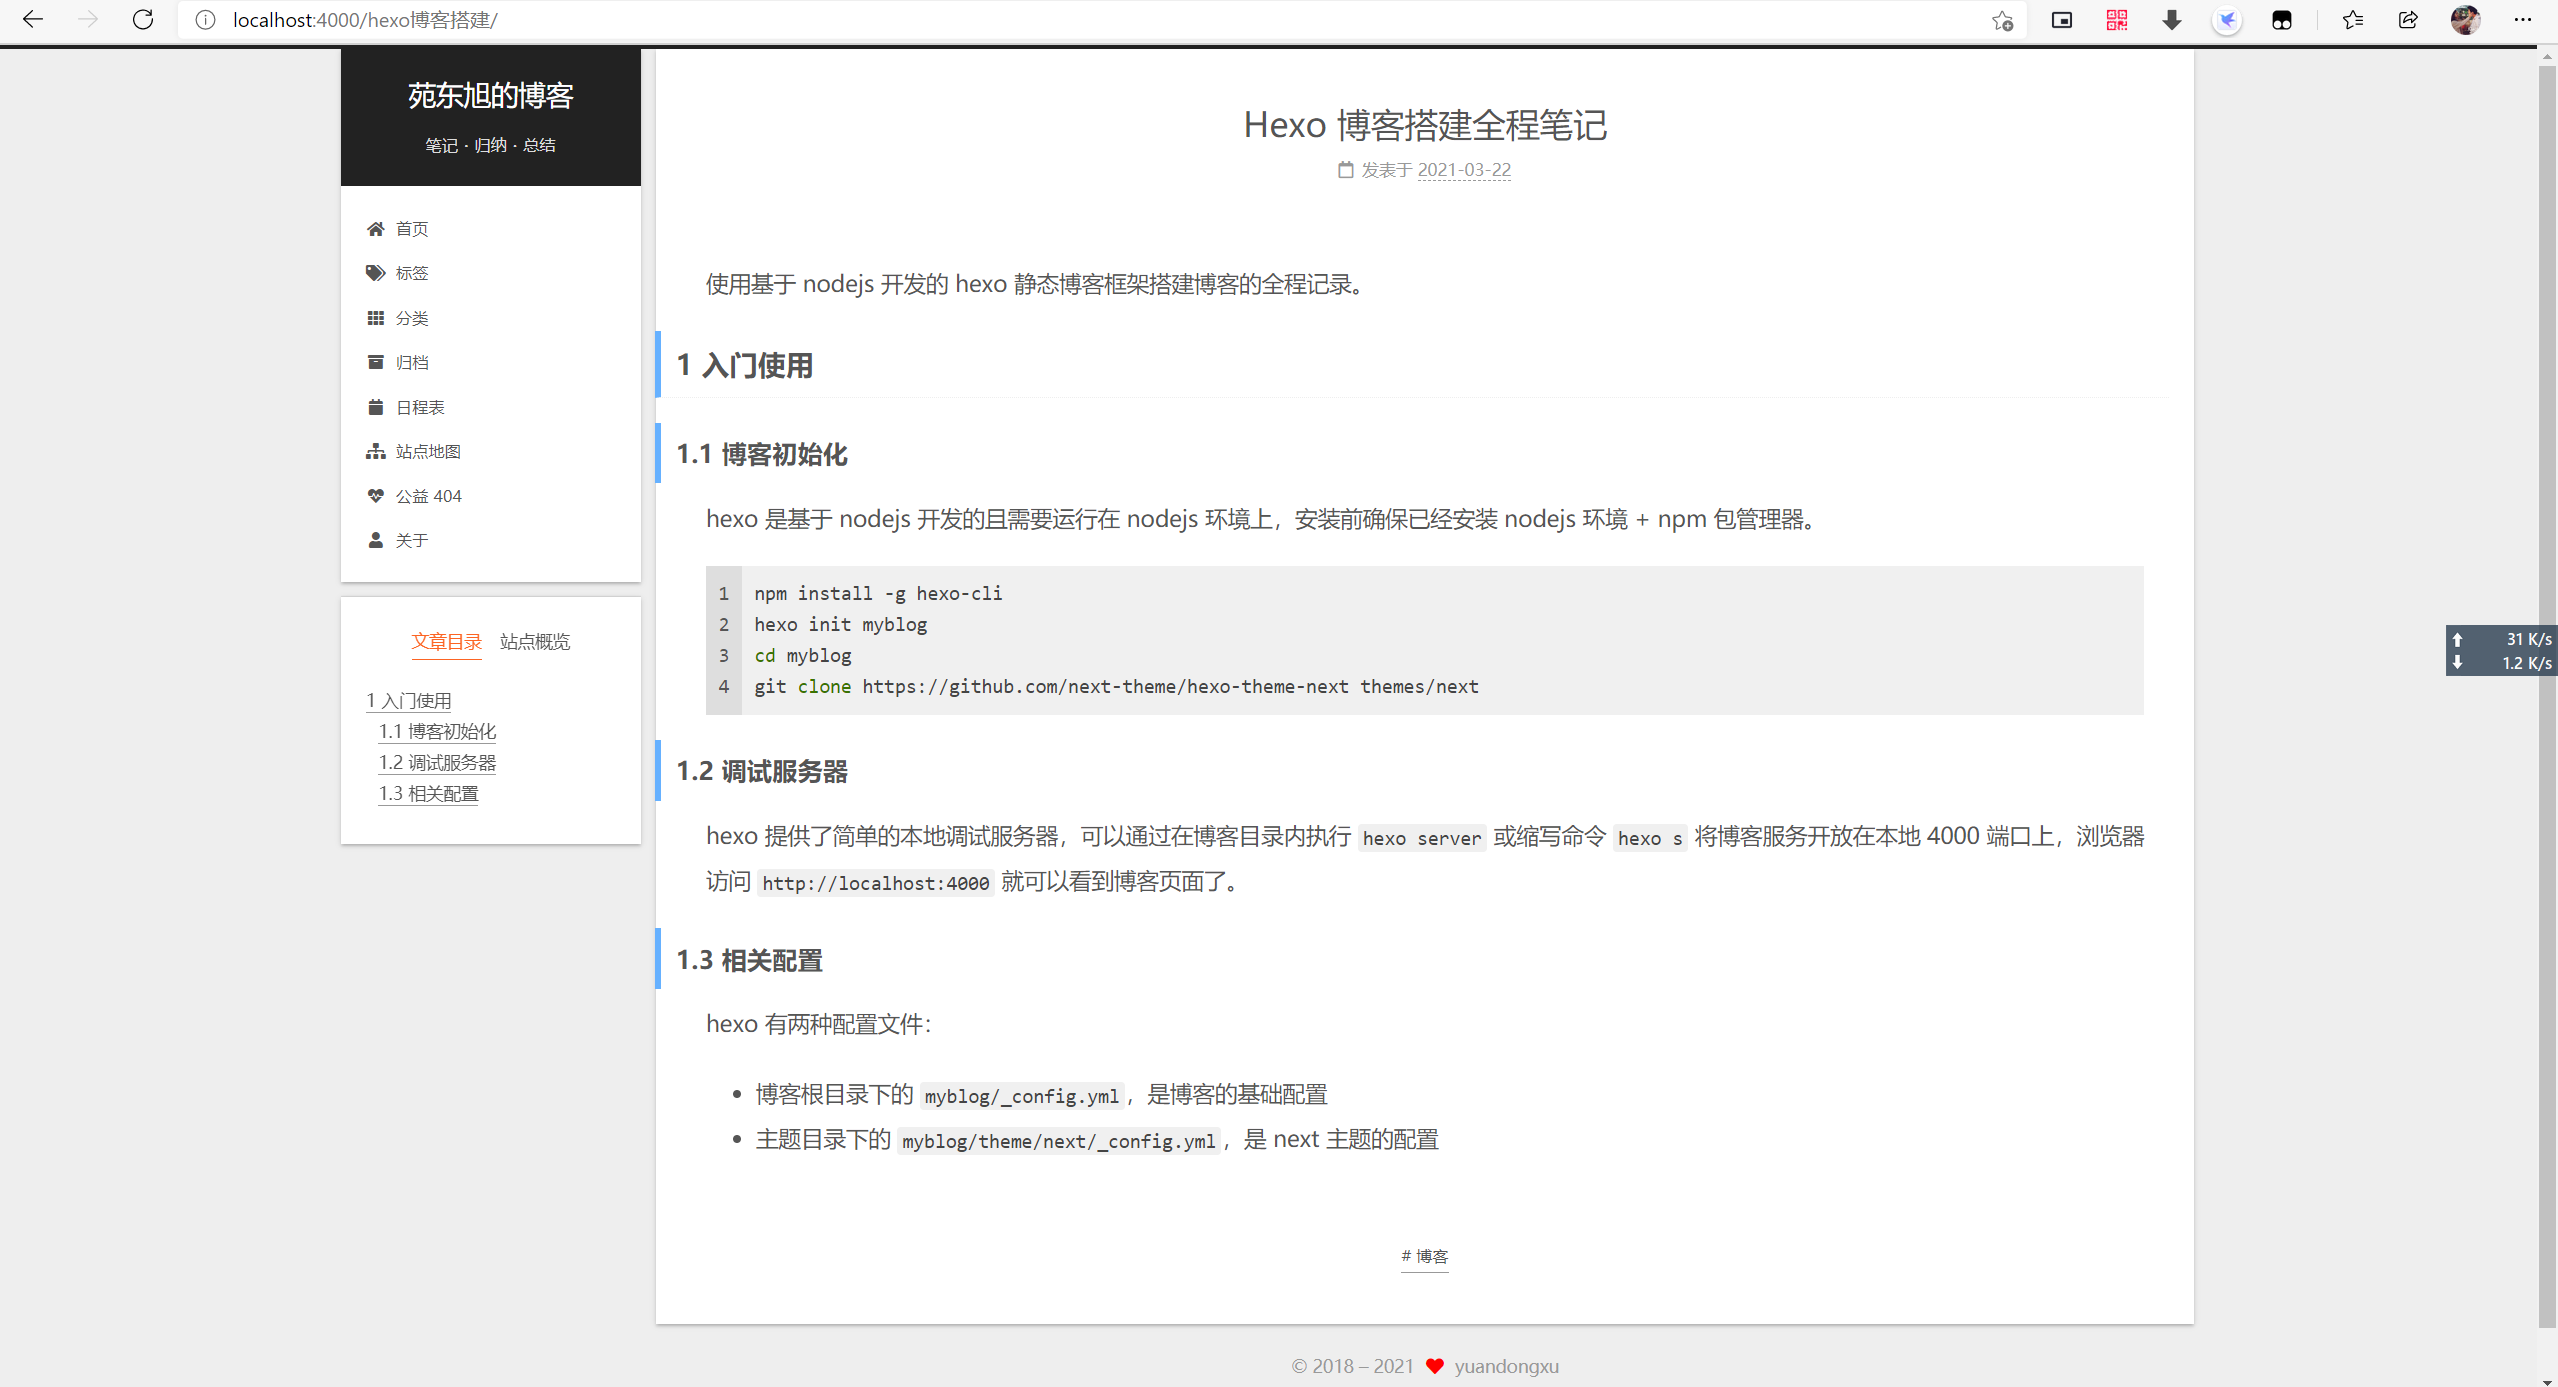 localhost:4000/hexo博客搭建/
苑东旭的博客
笔记 · 归纳 · 总结
首页
标签
分类
归档
日程表
站点地图
公益 404
关于
文章目录 站点概览
1 入门使用
1.1 博客初始化
1.2 调试服务器
1.3 相关配置
Hexo 博客搭建全程笔记
发表于 2021-03-22
使用基于 nodejs 开发的 hexo 静态博客框架搭建博客的全程记录。
1 入门使用
1.1 博客初始化
hexo 是基于 nodejs 开发的且需要运行在 nodejs 环境上，安装前确保已经安装 nodejs 环境 + npm 包管理器。
1 npm install -g hexo-cli
2 hexo init myblog
3 cd myblog
4 git clone https://github.com/next-theme/hexo-theme-next themes/next
1.2 调试服务器
hexo 提供了简单的本地调试服务器，可以通过在博客目录内执行 hexo server 或缩写命令 hexo s 将博客服务开放在本地 4000 端口上，浏览器
访问 http://localhost:4000 就可以看到博客页面了。
1.3 相关配置
hexo 有两种配置文件：
• 博客根目录下的 myblog/_config.yml，是博客的基础配置
• 主题目录下的 myblog/theme/next/_config.yml，是 next 主题的配置
# 博客
© 2018 – 2021 yuandongxu
31 K/s
1.2 K/s